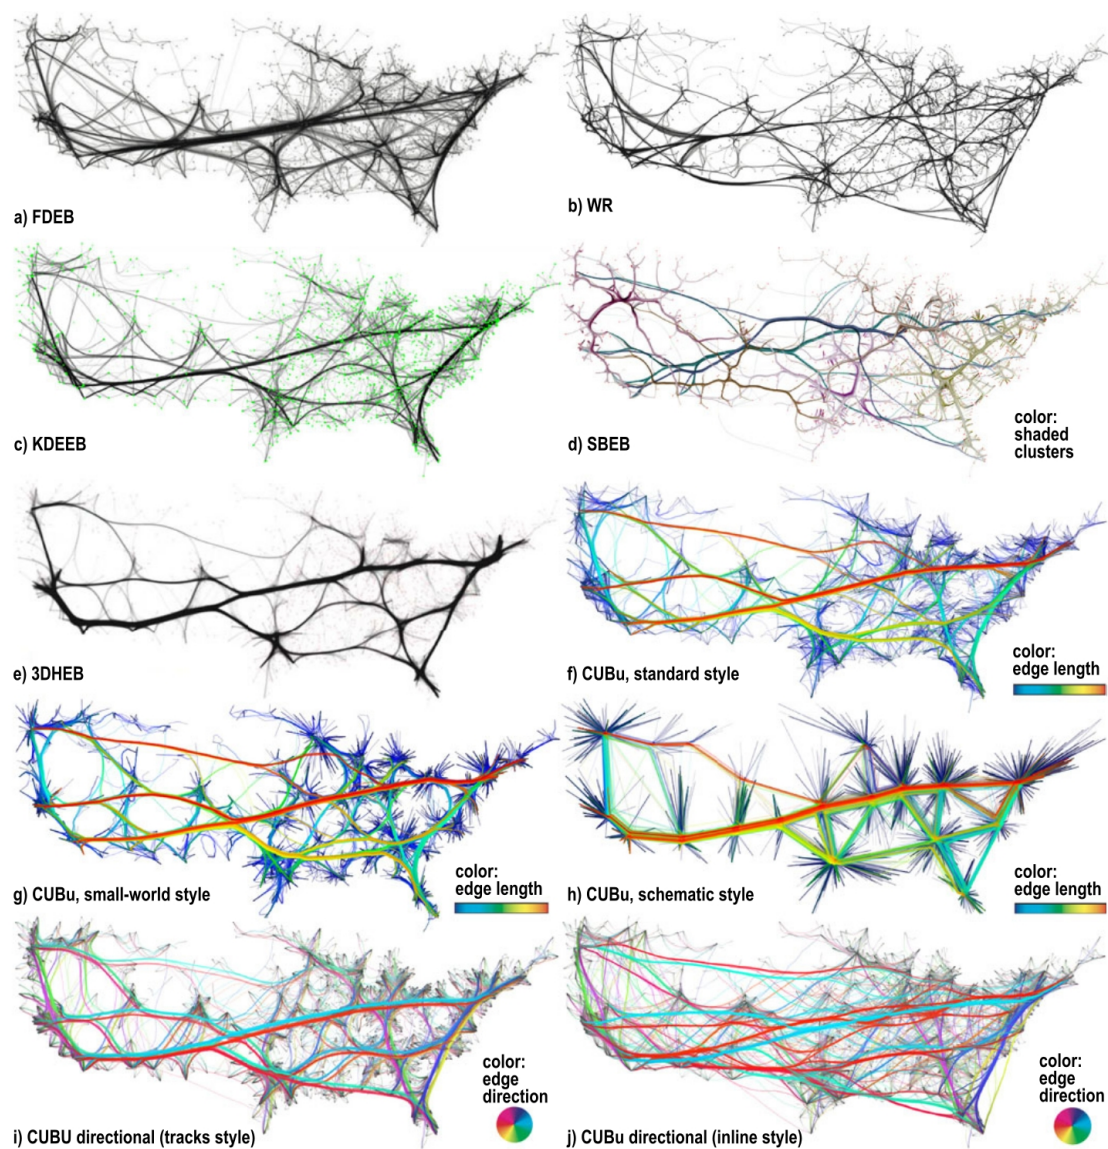 a) FDEB
b) WR
c) KDEEB
color:
shaded
clusters
d) SBEB
e) 3DHEB
color:
edge length
f) CUBu, standard style
color:
edge length
g) CUBu, small-world style
color:
edge length
h) CUBu, schematic style
color:
edge
direction
i) CUBU directional (tracks style)
color:
edge
direction
j) CUBu directional (inline style)